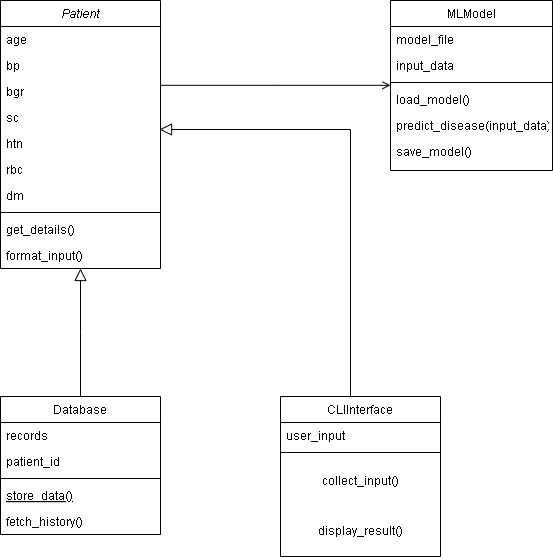 Patient
age
bp
bgr
sc
htn
rbc
dm
get_details()
format_input()
MLModel
model_file
input_data
load_model()
predict_disease(input_data)
save_model()
Database
records
patient_id
store_data()
fetch_history()
CLIInterface
user_input
collect_input()
display_result()